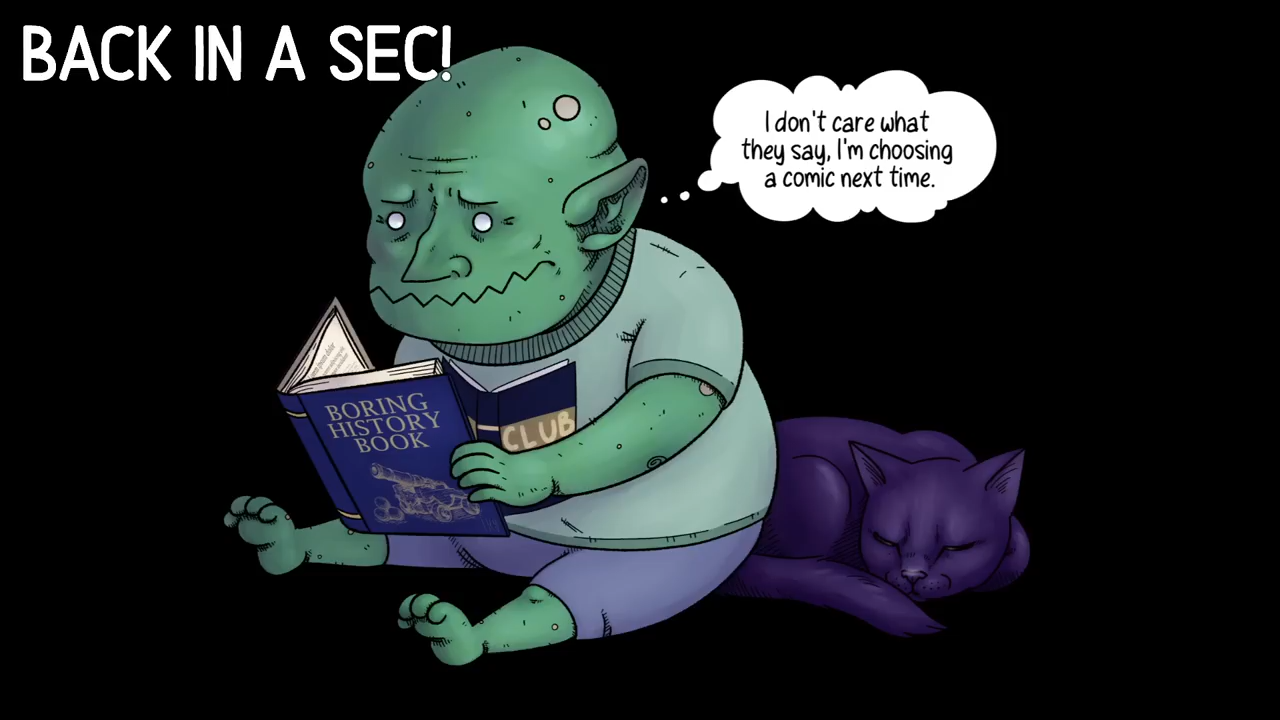 BACK IN A SEC!
I don't care what
they say, I'm choosing
a comic next time.
BORING
HISTORY
BOOK
CLUB